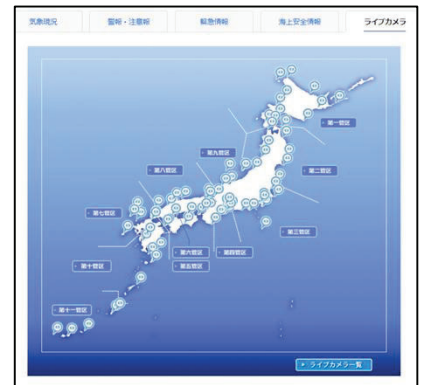 気象現況 警報・注意報 緊急情報 海上安全情報 ライブカメラ
第一管区
第九管区
第八管区 第二管区
第七管区
第三管区
第六管区 第四管区
第十管区 第五管区
第十一管区
ライブカメラ一覧